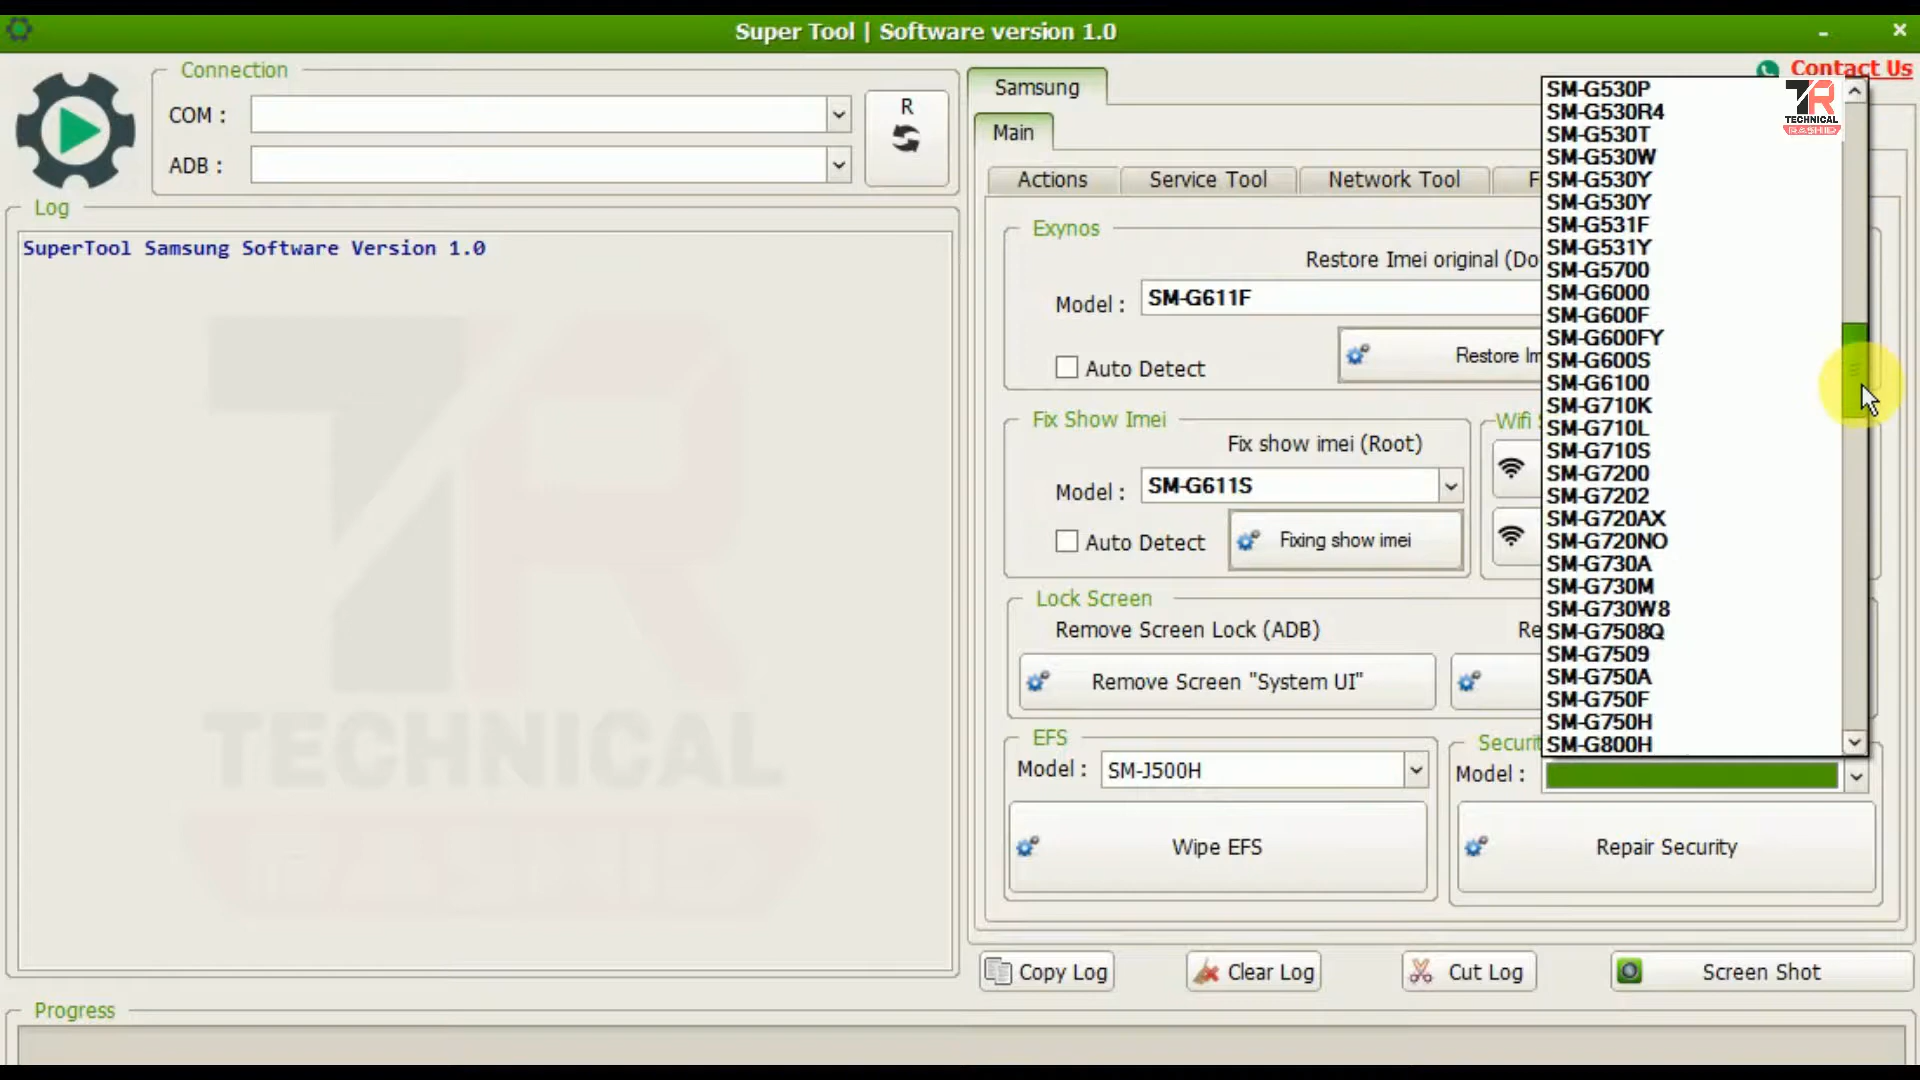 Super Tool | Software version 1.0
Contact Us
TR
TECHNICAL
RASHID
Connection
COM :
ADB :
R
Log
SuperTool Samsung Software Version 1.0
TR
TECHNICAL
Samsung
Main
Actions
Service Tool
Network Tool
F
Exynos
Restore Imei original (Do
Model :
SM-G611F
Auto Detect
Restore Im
Fix Show Imei
Fix show imei (Root)
Model :
SM-G611S
Auto Detect
Fixing show imei
Wifi
Lock Screen
Remove Screen Lock (ADB)
Re
Remove Screen "System UI"
EFS
Model :
SM-J500H
Wipe EFS
Securit
Model :
Repair Security
SM-G530P
SM-G530R4
SM-G530T
SM-G530W
SM-G530Y
SM-G530Y
SM-G531F
SM-G531Y
SM-G5700
SM-G6000
SM-G600F
SM-G600FY
SM-G600S
SM-G6100
SM-G710K
SM-G710L
SM-G710S
SM-G7200
SM-G7202
SM-G720AX
SM-G720NO
SM-G730A
SM-G730M
SM-G730W8
SM-G7508Q
SM-G7509
SM-G750A
SM-G750F
SM-G750H
SM-G800H
Copy Log
Clear Log
Cut Log
Screen Shot
Progress